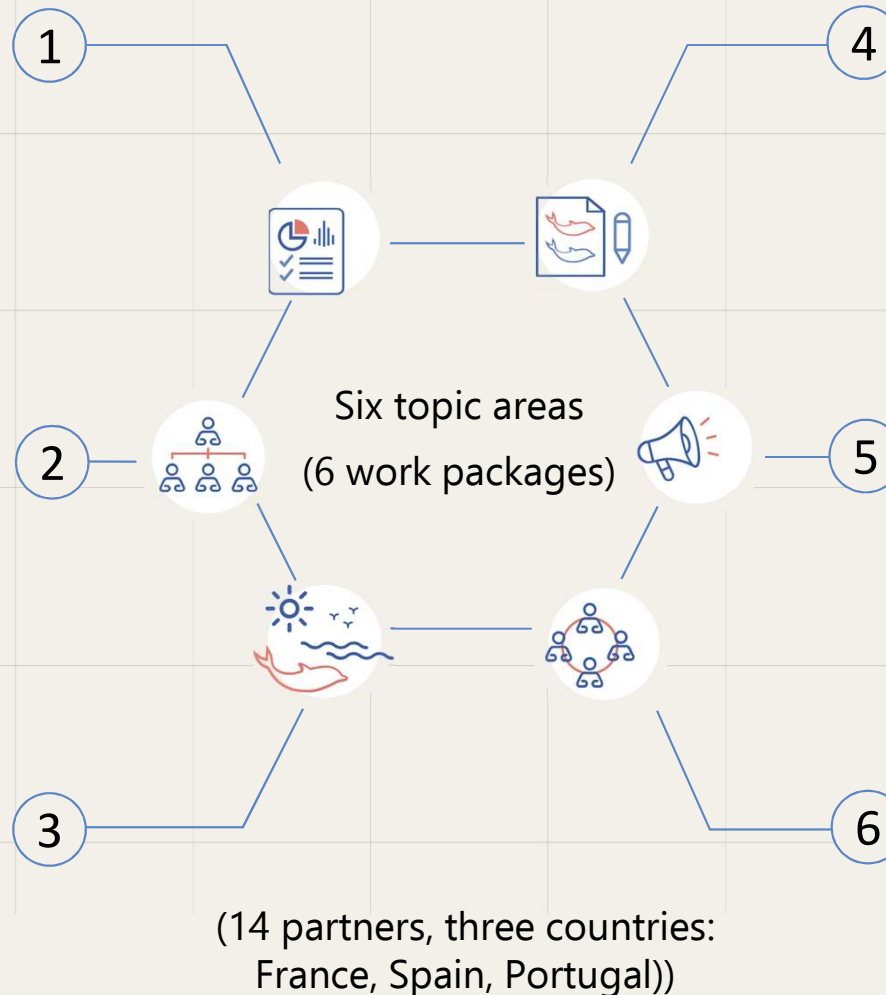 1
4
Six topic areas
2
(6 work packages)
5
3
6
(14 partners, three countries:
France, Spain, Portugal))